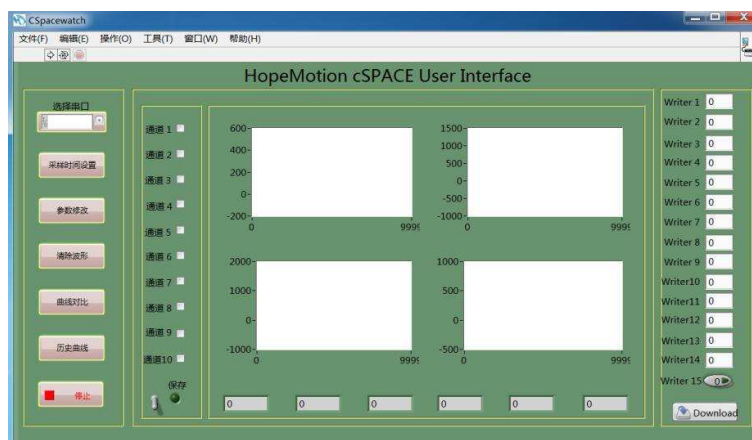 CSpacewatch
文件(F) 编辑(E) 操作(O) 工具(T) 窗口(W) 帮助(H)
HopeMotion cSPACE User Interface
选择串口
采样时间设置
参数修改
清除波形
曲线对比
历史曲线
停止
通道 1
通道 2
通道 3
通道 4
通道 5
通道 6
通道 7
通道 8
通道 9
通道10
保存
600
400
200
0
-200
0 9999
1500
1000
500
0
-500
-1000
0 9999
2000
1000
0
-1000
0 9999
1000
500
0
-500
0 9999
0 0 0 0 0 0
Writer 1 0
Writer 2 0
Writer 3 0
Writer 4 0
Writer 5 0
Writer 6 0
Writer 7 0
Writer 8 0
Writer 9 0
Writer10 0
Writer11 0
Writer12 0
Writer13 0
Writer14 0
Writer 15 0
Download